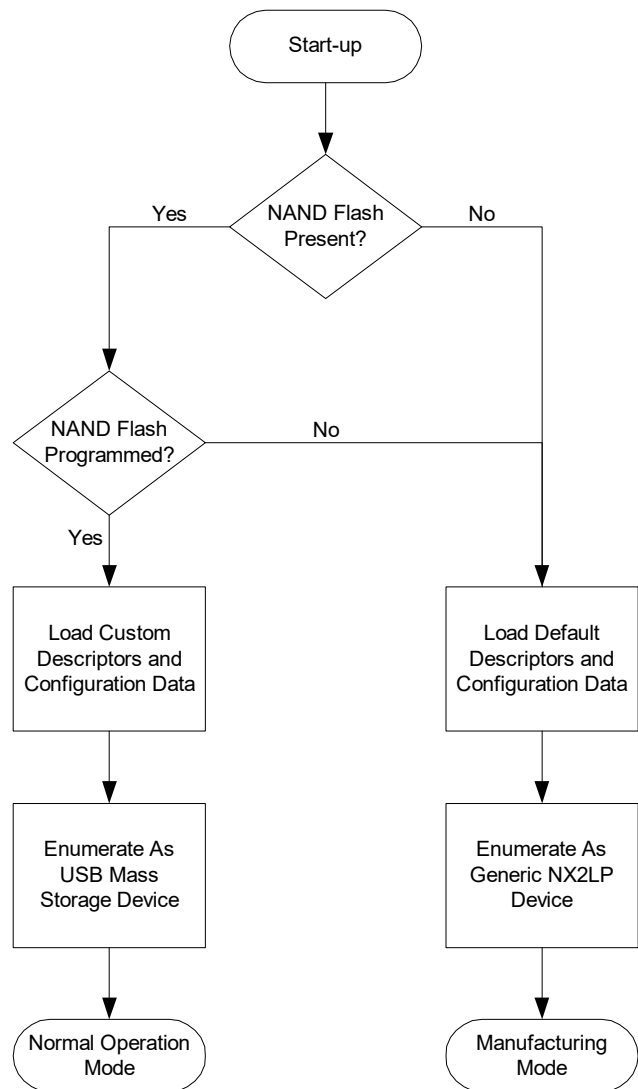 Start-up
NAND Flash
Present?
Yes
No
NAND Flash
Programmed?
No
Yes
Load Custom
Descriptors and
Configuration Data
Load Default
Descriptors and
Configuration Data
Enumerate As
USB Mass
Storage Device
Enumerate As
Generic NX2LP
Device
Normal Operation
Mode
Manufacturing
Mode